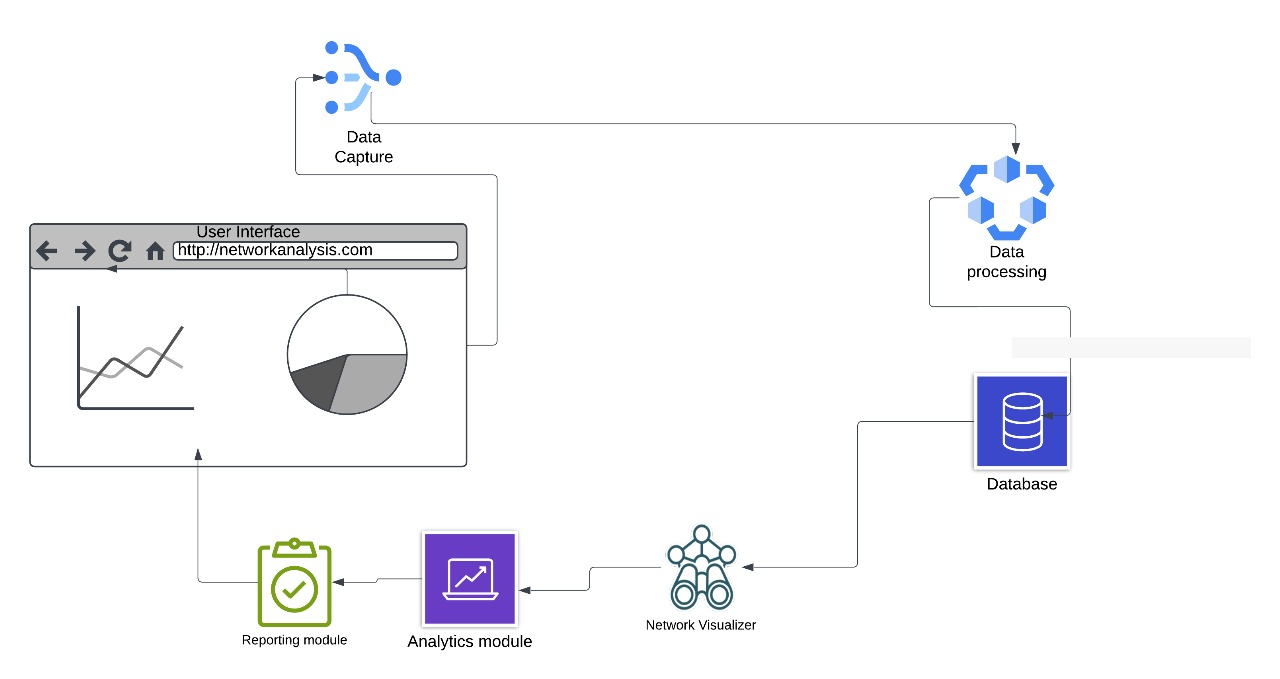 Data
Capture
Data
processing
User Interface
http://networkanalysis.com
Database
Network Visualizer
Analytics module
Reporting module